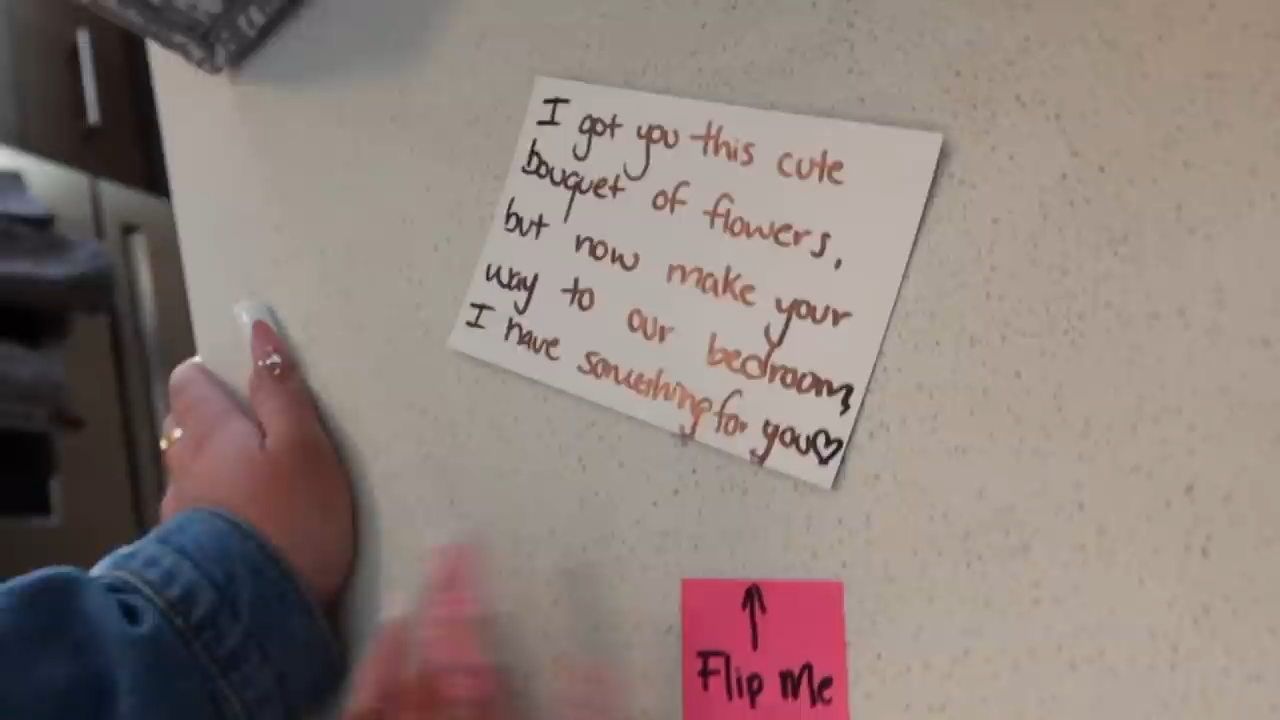 I got you this cute
bouquet of flowers,
but now make your
way to our bedroom,
I have something for you♡
Flip Me